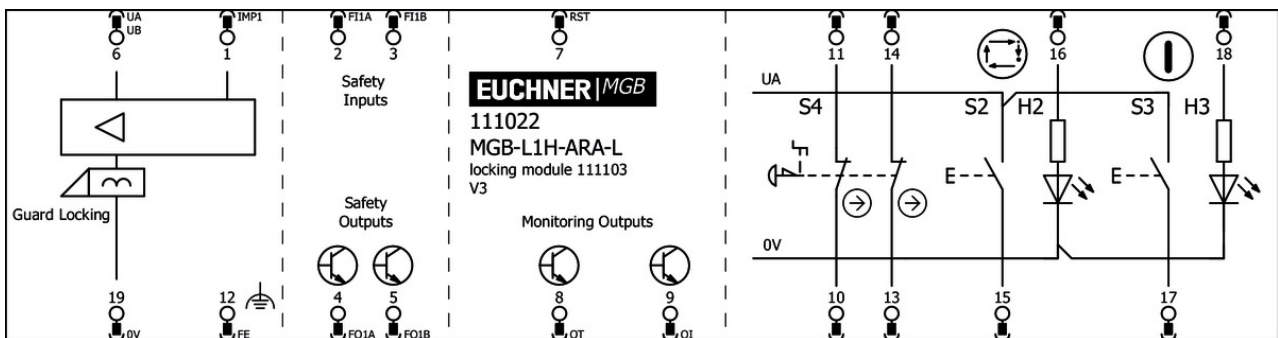 UA
UB
IMP1
FI1A
FI1B
RST
6
1
2
3
7
11
14
16
18
Safety
Inputs
EUCHNER MGB
111022
MGB-L1H-ARA-L
locking module 111103
V3
UA
S4
S2
H2
S3
H3
E
E
Guard Locking
Safety
Outputs
Monitoring Outputs
0V
19
12
4
5
8
9
10
13
15
17
0V
FE
FO1A
FO1B
OT
OI